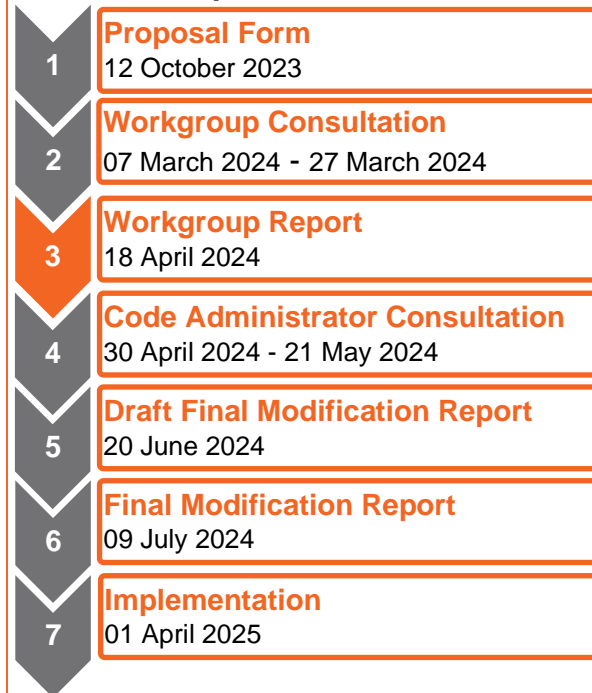 1
Proposal Form
12 October 2023
2
Workgroup Consultation
07 March 2024 - 27 March 2024
3
Workgroup Report
18 April 2024
4
Code Administrator Consultation
30 April 2024 - 21 May 2024
5
Draft Final Modification Report
20 June 2024
6
Final Modification Report
09 July 2024
7
Implementation
01 April 2025